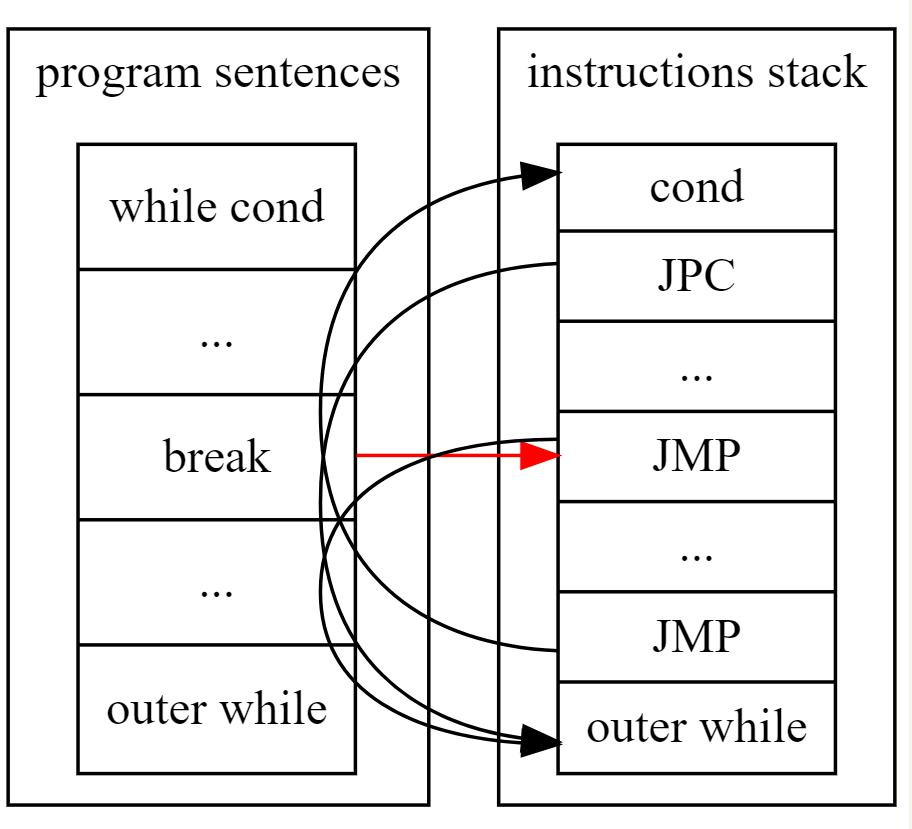 program sentences
while cond
...
break
...
outer while
instructions stack
cond
JPC
...
JMP
...
JMP
outer while